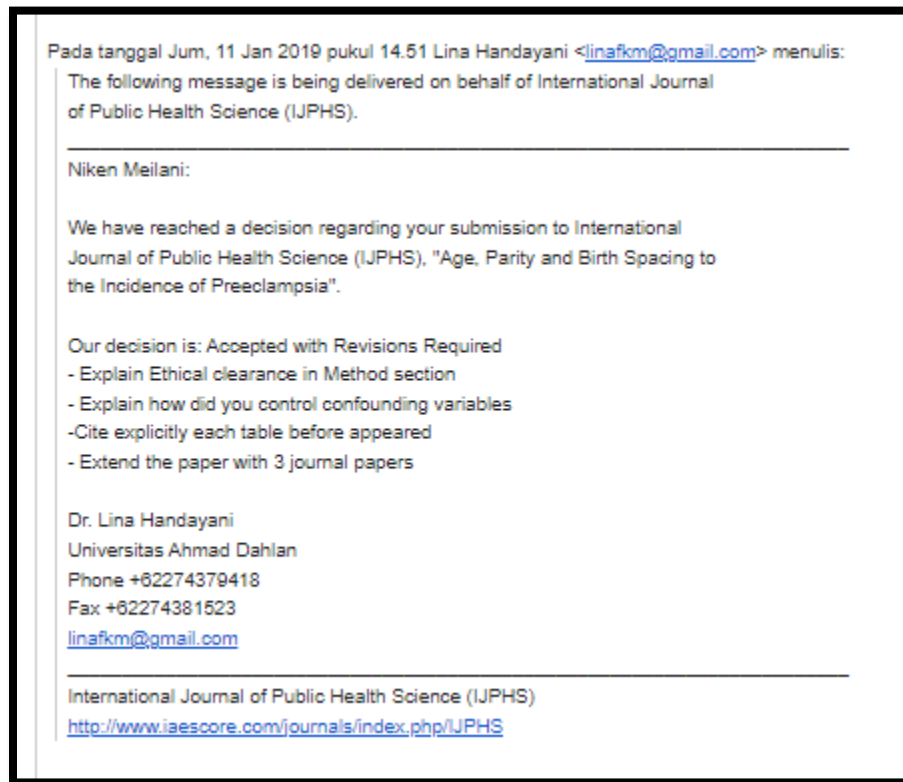 Pada tanggal Jum, 11 Jan 2019 pukul 14.51 Lina Handayani <linafkm@gmail.com> menulis:
The following message is being delivered on behalf of International Journal
of Public Health Science (IJPHS).
Niken Meilani:
We have reached a decision regarding your submission to International
Journal of Public Health Science (IJPHS), "Age, Parity and Birth Spacing to
the Incidence of Preeclampsia".
Our decision is: Accepted with Revisions Required
- Explain Ethical clearance in Method section
- Explain how did you control confounding variables
-Cite explicitly each table before appeared
- Extend the paper with 3 journal papers
Dr. Lina Handayani
Universitas Ahmad Dahlan
Phone +62274379418
Fax +62274381523
linafkm@gmail.com
International Journal of Public Health Science (IJPHS)
http://www.iaescore.com/journals/index.php/IJPHS